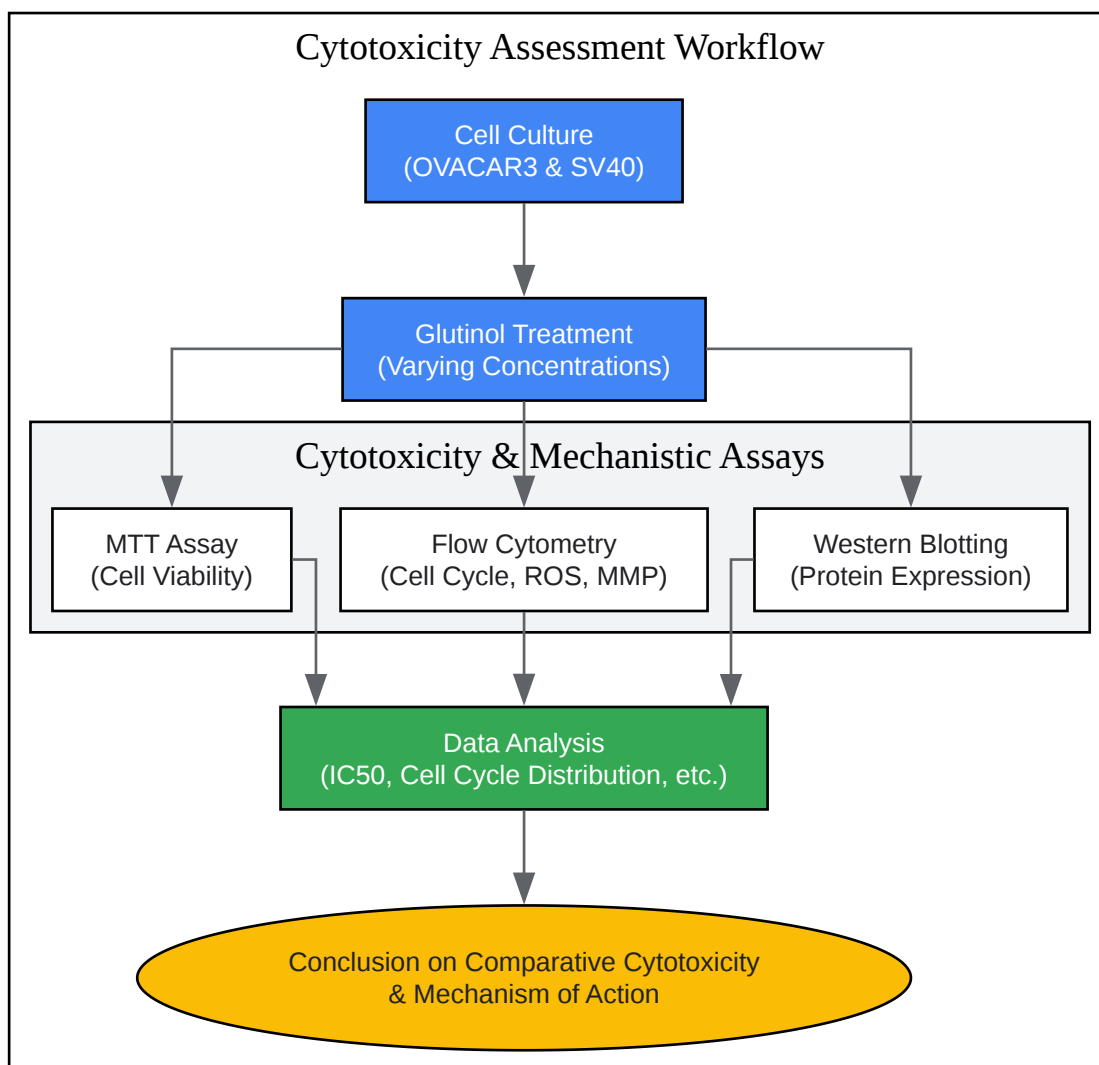 Cytotoxicity Assessment Workflow
Cell Culture
(OVACAR3 & SV40)
Glutinol Treatment
(Varying Concentrations)
Cytotoxicity & Mechanistic Assays
MTT Assay
(Cell Viability)
Flow Cytometry
(Cell Cycle, ROS, MMP)
Western Blotting
(Protein Expression)
Data Analysis
(IC50, Cell Cycle Distribution, etc.)
Conclusion on Comparative Cytotoxicity
& Mechanism of Action